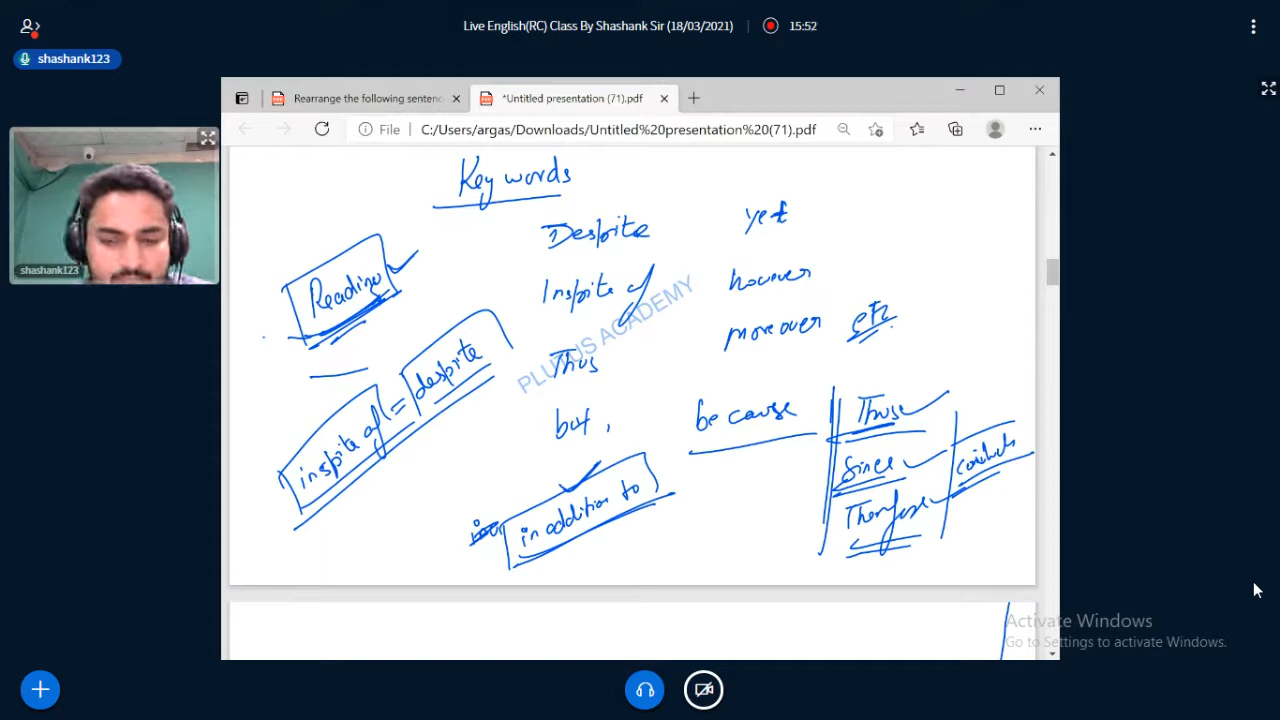 Live English(RC) Class By Shashank Sir (18/03/2021)
15:52
shashank123
Rearrange the following sentenc
*Untitled presentation (71).pdf
File
C:/Users/argas/Downloads/Untitled%20presentation%20(71).pdf
shashank123
Key words
Despite
yet
Reading
Inspite of
however
moreover
etc
PLUTUS ACADEMY
Thus
inspite of = despite
but,
because
Thus
Since
in addition to
Therefore
Activate Windows
Go to Settings to activate Windows.